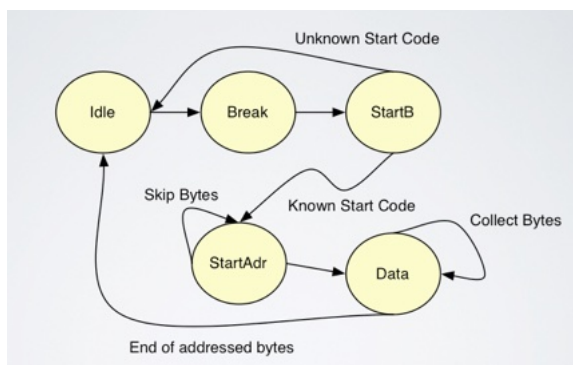 Unknown Start Code
Idle
Break
StartB
Skip Bytes
Known Start Code
Collect Bytes
StartAdr
Data
End of addressed bytes